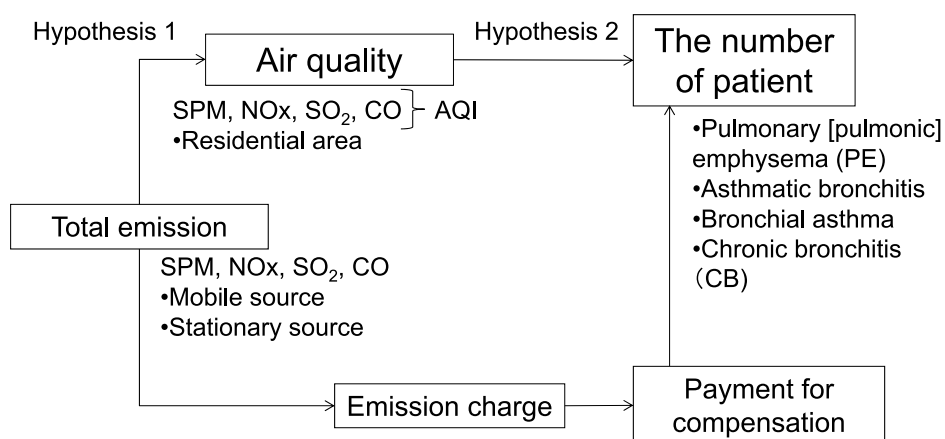 Hypothesis 1
Air quality
SPM, NOx, SO₂, CO
AQI
•Residential area
Hypothesis 2
The number
of patient
•Pulmonary [pulmonic]
emphysema (PE)
•Asthmatic bronchitis
•Bronchial asthma
•Chronic bronchitis
（CB)
Total emission
SPM, NOx, SO₂, CO
•Mobile source
•Stationary source
Emission charge
Payment for
compensation